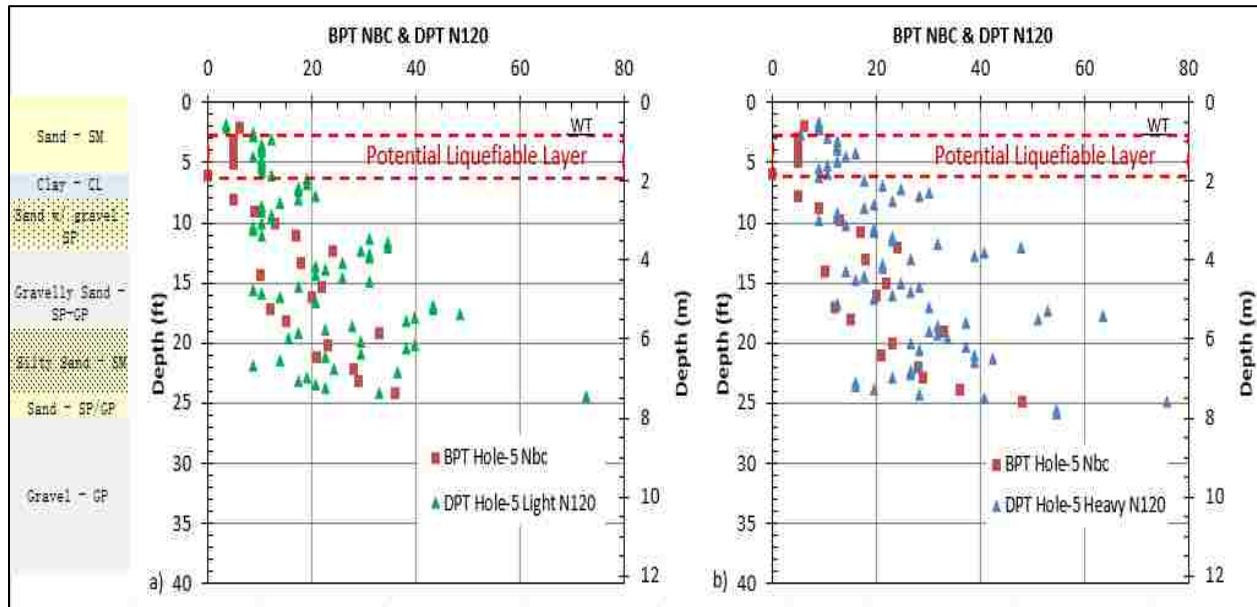 BPT NBC & DPT N120
0 20 40 60 80
Sand - SM
Clay - CL
Sand w/ gravel -
SP
Gravelly Sand -
SP-GP
Silty Sand - SM
Sand - SP/GP
Gravel - GP
Depth (ft)
0
5
10
15
20
25
30
35
40
WT
Potential Liquefiable Layer
BPT Hole-5 Nbc
DPT Hole-5 Light N120
a)
0
2
4
6
8
10
12
Depth (m)
BPT NBC & DPT N120
0 20 40 60 80
Depth (ft)
0
5
10
15
20
25
30
35
40
WT
Potential Liquefiable Layer
BPT Hole-5 Nbc
DPT Hole-5 Heavy N120
b)
0
2
4
6
8
10
12
Depth (m)